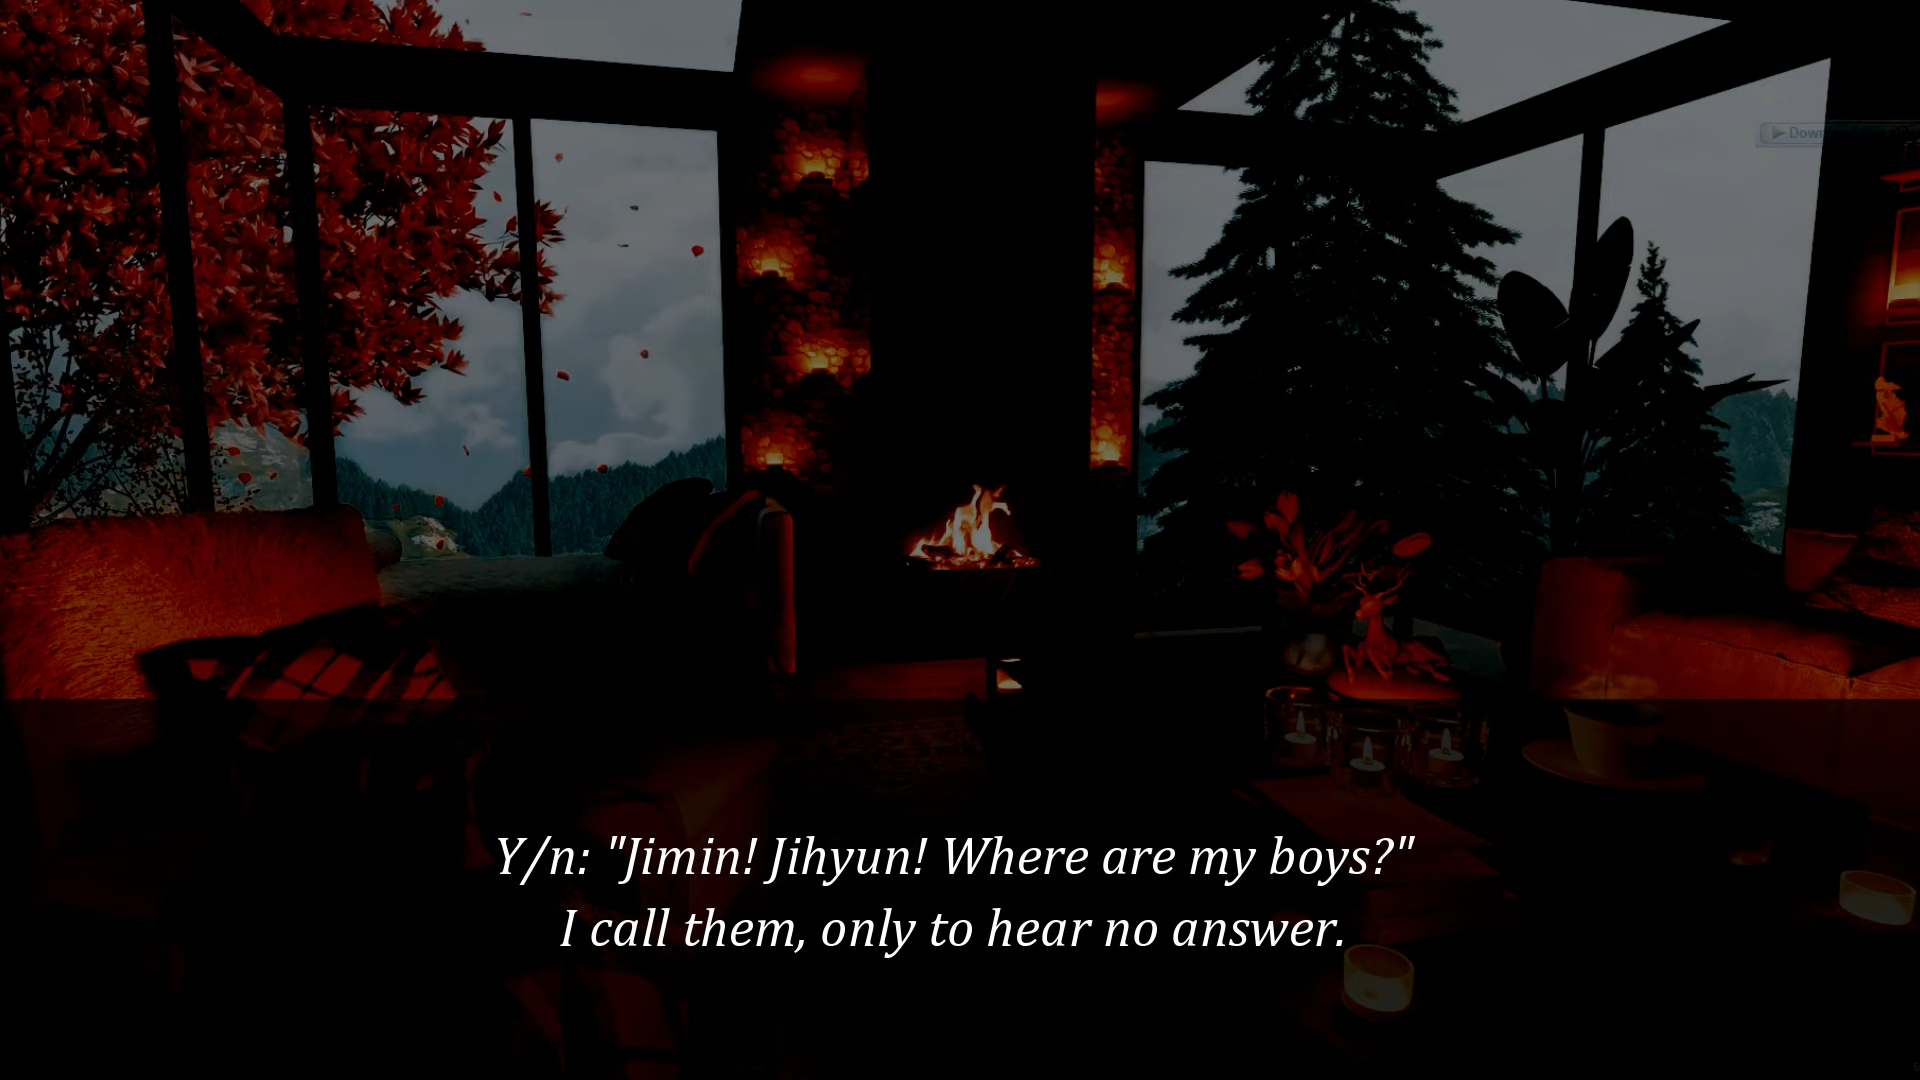 Y/n: "Jimin! Jihyun! Where are my boys?"
I call them, only to hear no answer.